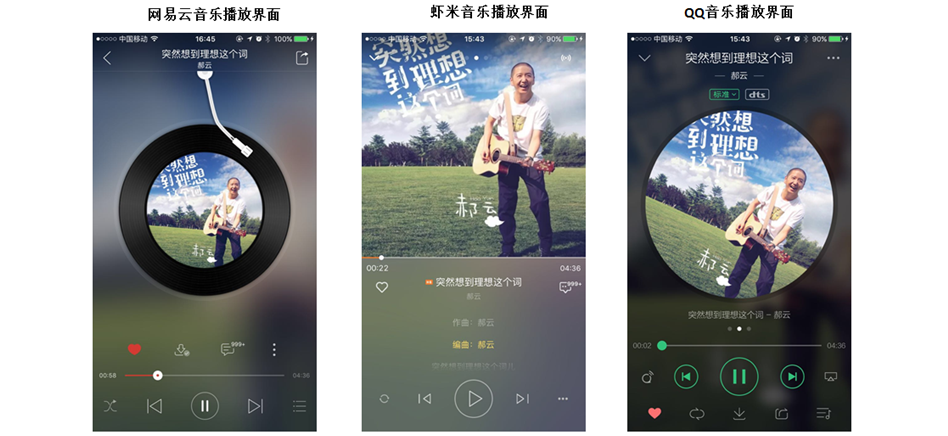 网易云音乐播放界面
虾米音乐播放界面
QQ音乐播放界面
中国移动 16:45 100%
突然想到理想这个词
郝云
突然想
到理想
这个词
郝云
999+
00:58 04:36
中国移动 15:43 90%
突然想
到理想
这个词
郝云
00:22 04:36
突然想到理想这个词
999+
郝云
作曲：郝云
编曲：郝云
突然想到理想这个词儿
中国移动 15:43 90%
突然想到理想这个词
郝云
标准 dts
突然想
到理想
这个词
郝云
突然想到理想这个词 - 郝云
00:02 04:36